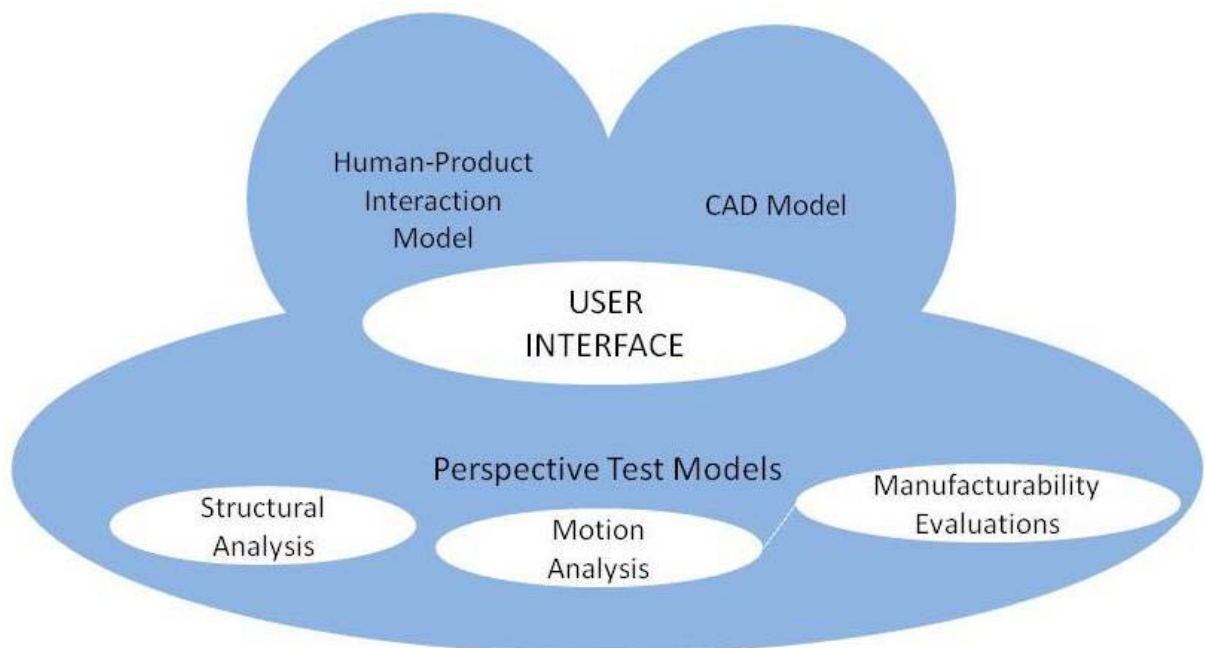 Human-Product
Interaction
Model
CAD Model
USER
INTERFACE
Perspective Test Models
Structural
Analysis
Motion
Analysis
Manufacturability
Evaluations